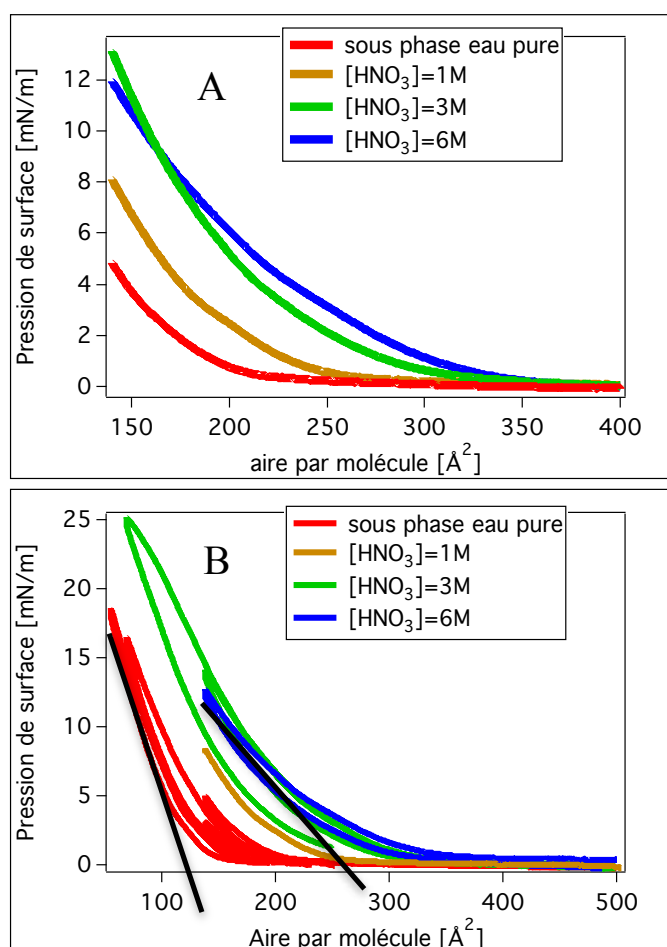 A
sous phase eau pure
[HNO₃]=1M
[HNO₃]=3M
[HNO₃]=6M
Pression de surface [mN/m]
12
10
8
6
4
2
0
150
200
250
300
350
400
aire par molécule [Å²]
B
sous phase eau pure
[HNO₃]=1M
[HNO₃]=3M
[HNO₃]=6M
Pression de surface [mN/m]
25
20
15
10
5
0
100
200
300
400
500
Aire par molécule [Å²]